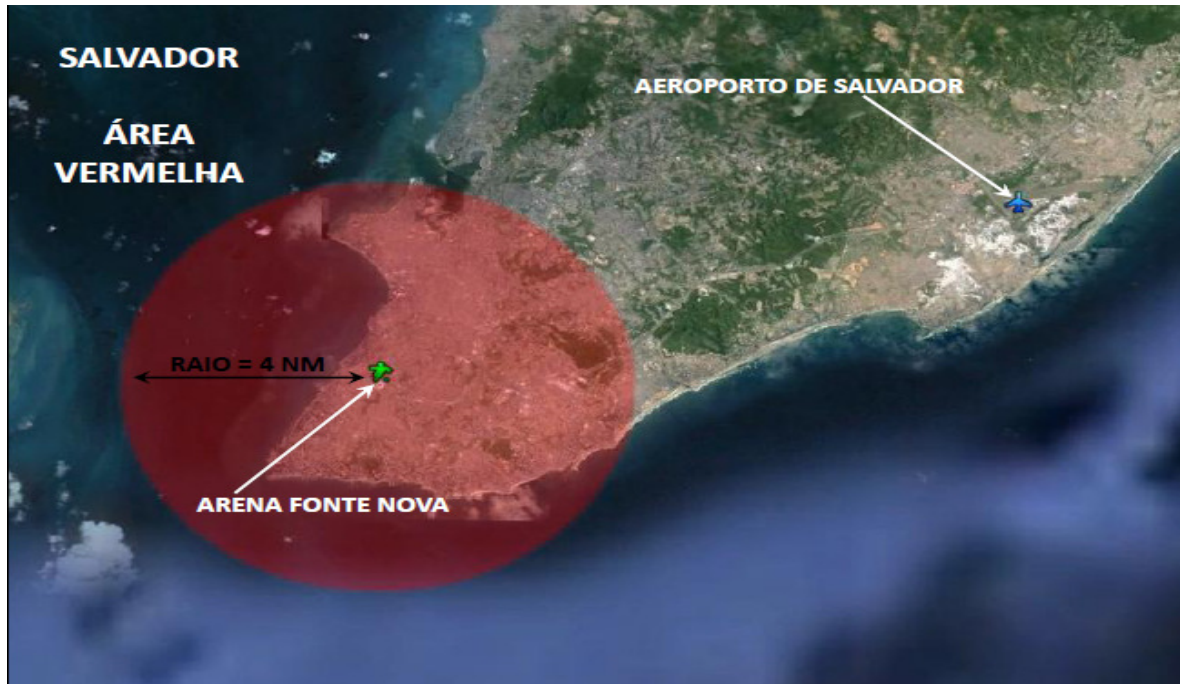 SALVADOR
ÁREA
VERMELHA
AEROPORTO DE SALVADOR
RAIO = 4 NM
ARENA FONTE NOVA